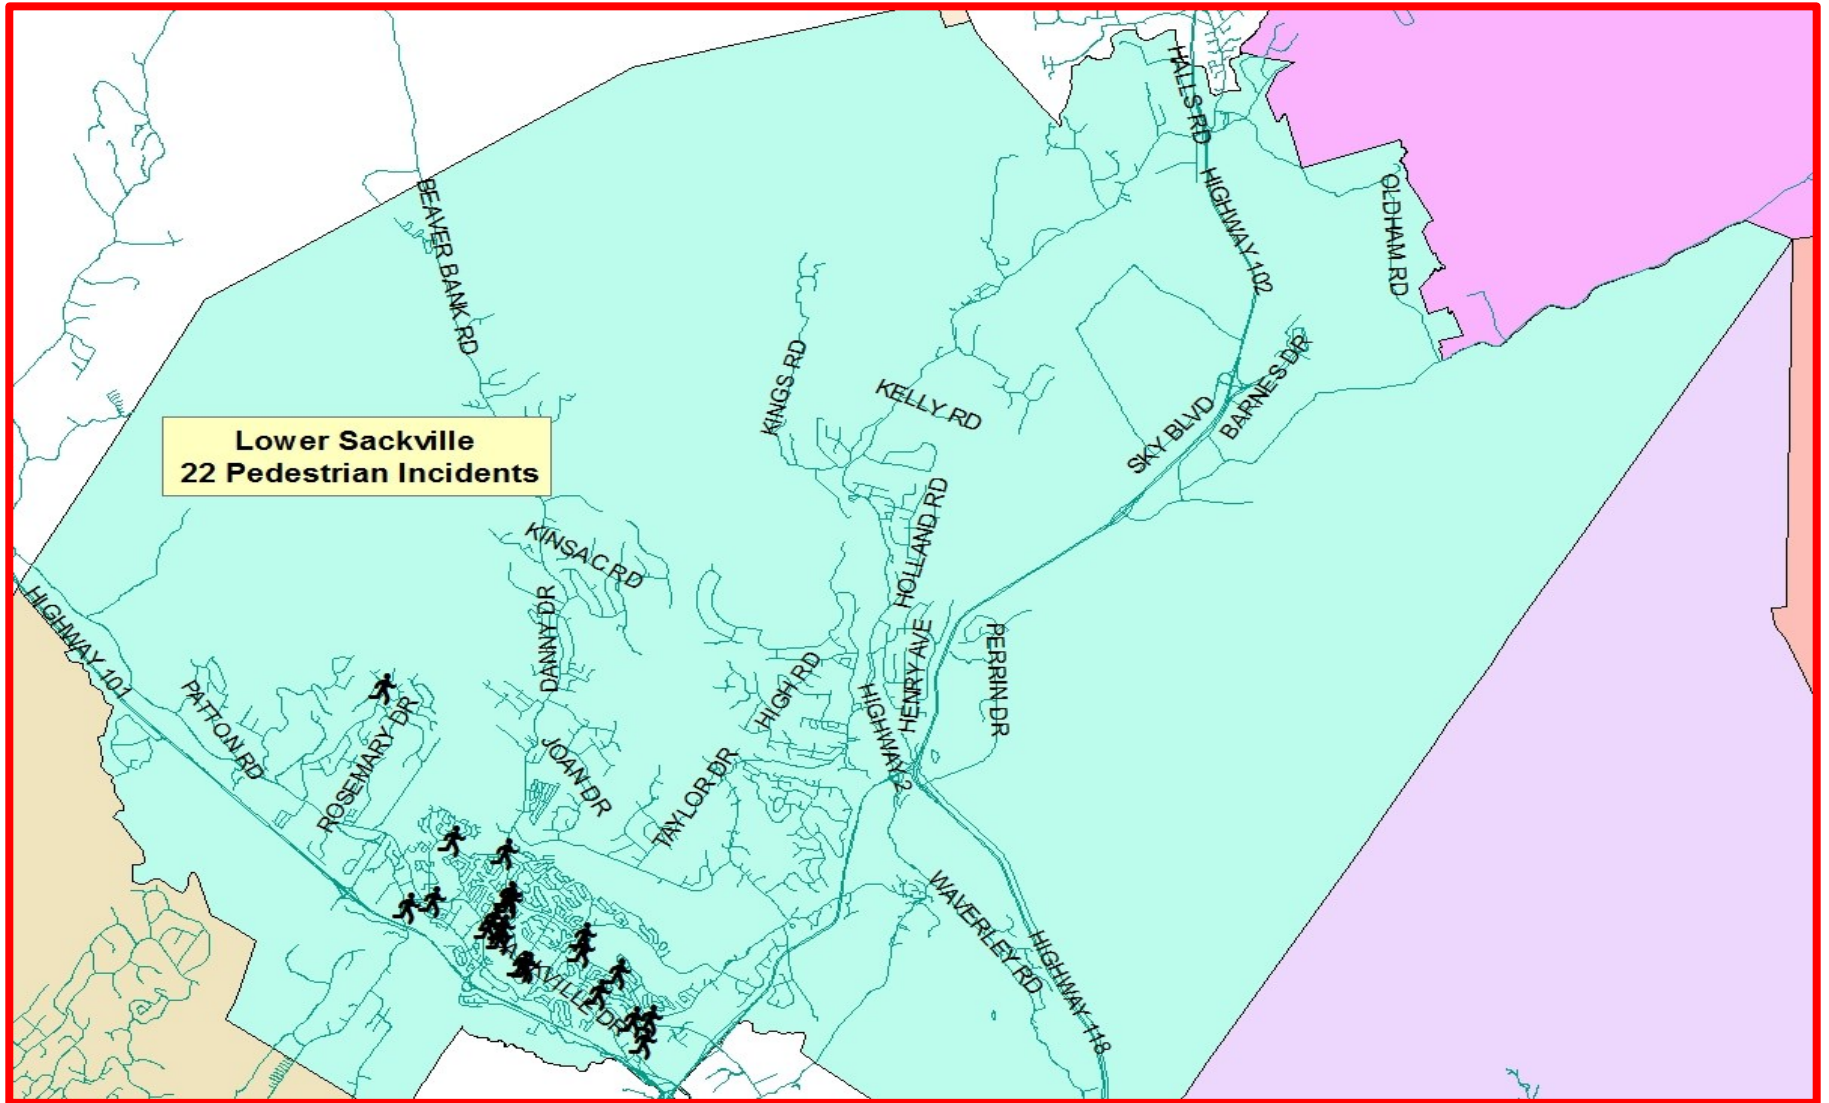 HALLS RD
HIGHWAY 102
OLDHAM RD
BEAVER BANK RD
KINGS RD
KELLY RD
SKY BLVD
BARNES DR
Lower Sackville
22 Pedestrian Incidents
HOLLAND RD
KINSAC RD
DANNY DR
HIGHWAY 101
HENRY AVE
PERRIN DR
PATTON RD
ROSEMARY DR
HIGH RD
HIGHWAY 2
JOAN DR
TAYLOR DR
WAVERLEY RD
HIGHWAY 118
SACKVILLE DR